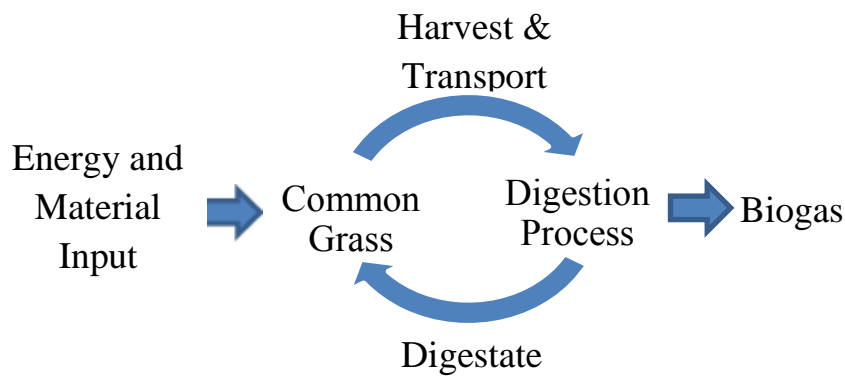 Harvest &
Transport
Energy and
Material
Input
Common
Grass
Digestion
Process
Biogas
Digestate